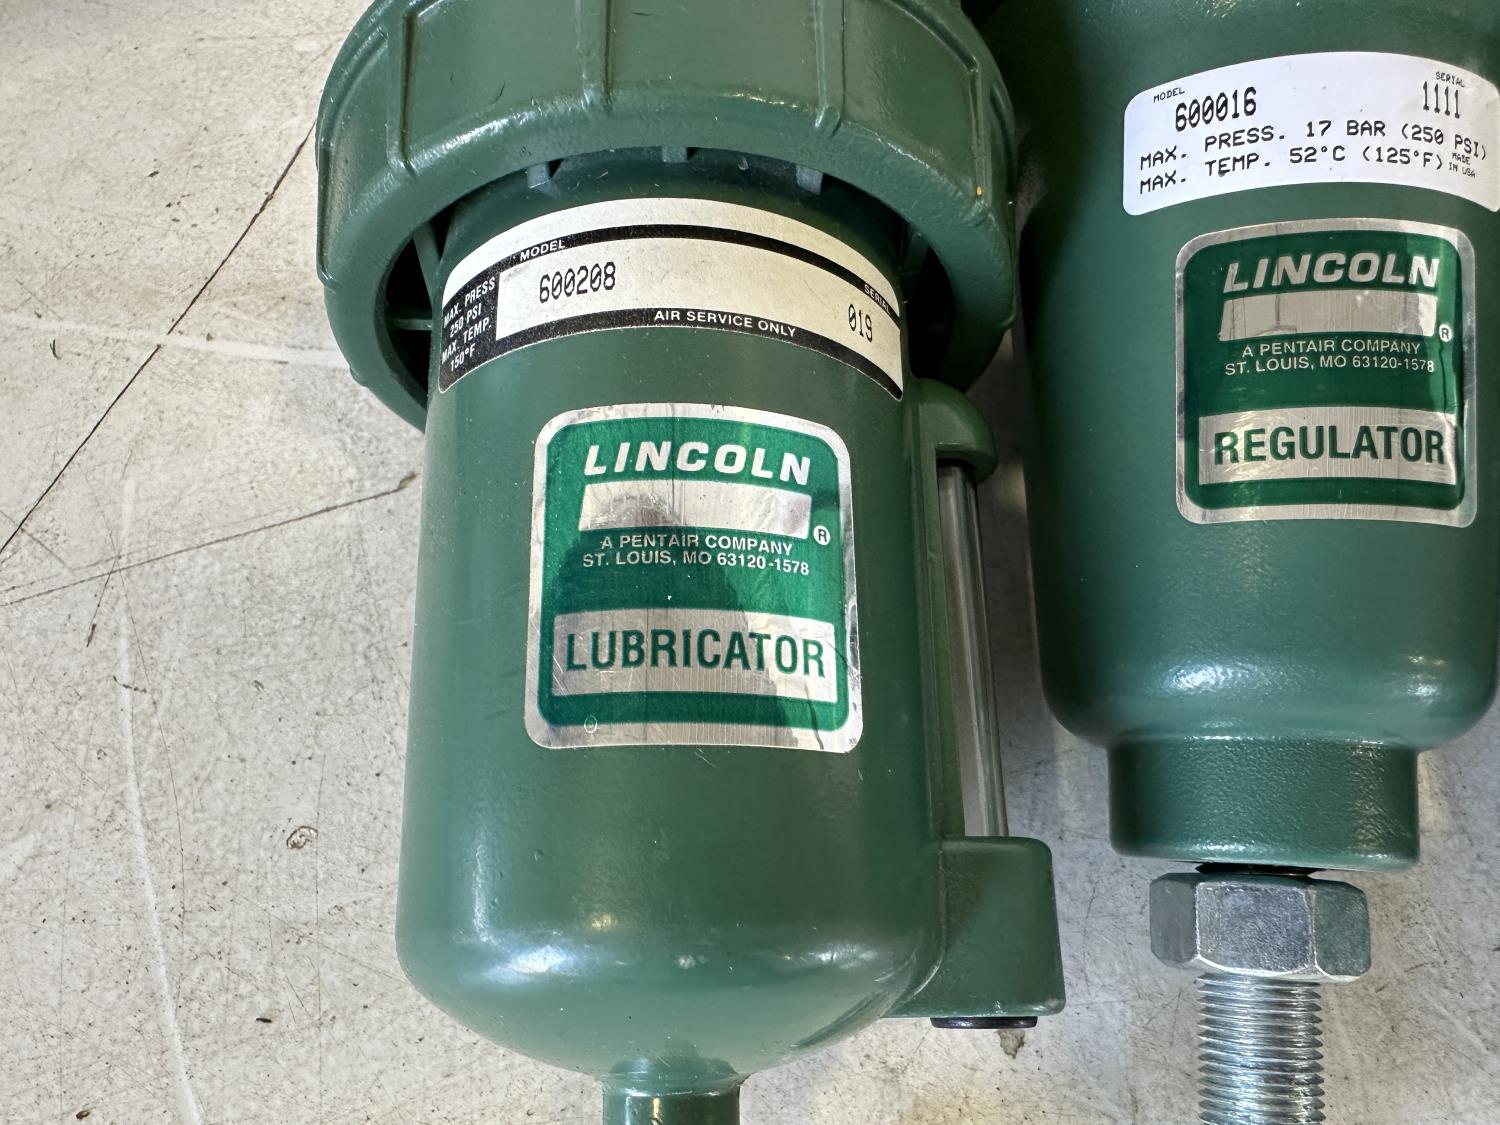 MODEL
600208
MAX. PRESS
250 PSI
MAX. TEMP.
150°F
SERIAL
019
AIR SERVICE ONLY
LINCOLN
®
A PENTAIR COMPANY
ST. LOUIS, MO 63120-1578
LUBRICATOR
MODEL
600016
SERIAL
1111
MAX. PRESS. 17 BAR (250 PSI)
MAX. TEMP. 52°C (125°F)
MADE
IN USA
LINCOLN
®
A PENTAIR COMPANY
ST. LOUIS, MO 63120-1578
REGULATOR